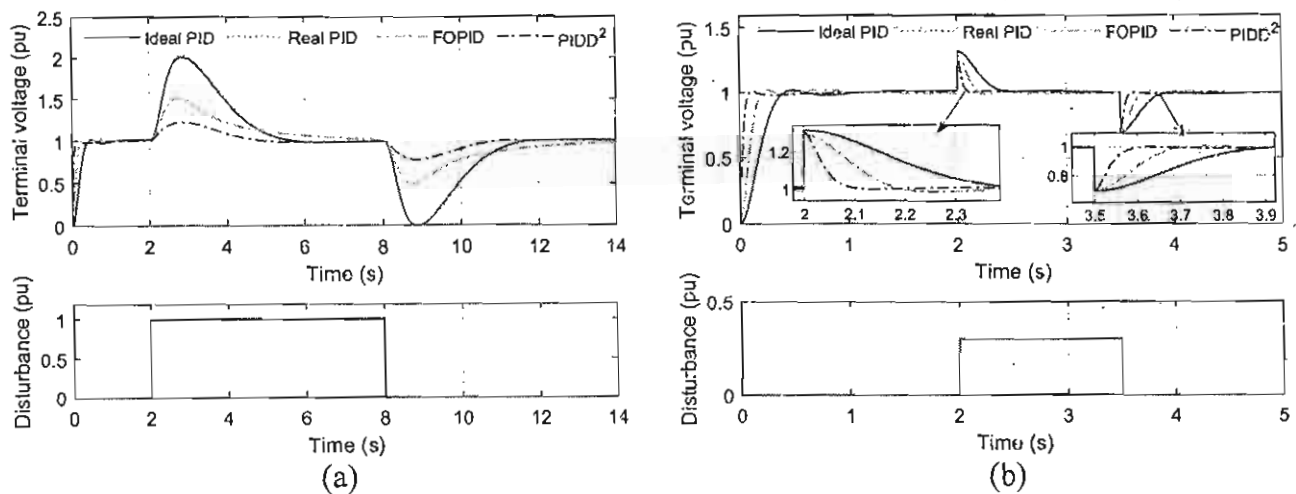 Terminal voltage (pu)
2.5
2
1.5
1
0.5
0
Ideal PID Real PID FOPID PIDD²
0 2 4 6 8 10 12 14
Time (s)
Disturbance (pu)
1
0.5
0
0 2 4 6 8 10 12 14
Time (s)
(a)
Terminal voltage (pu)
1.5
1
0.5
0
Ideal PID Real PID FOPID PIDD²
1.2
1
2 2.1 2.2 2.3
1
0.8
3.5 3.6 3.7 3.8 3.9
0 1 2 3 4 5
Time (s)
Disturbance (pu)
0.5
0
0 1 2 3 4 5
Time (s)
(b)